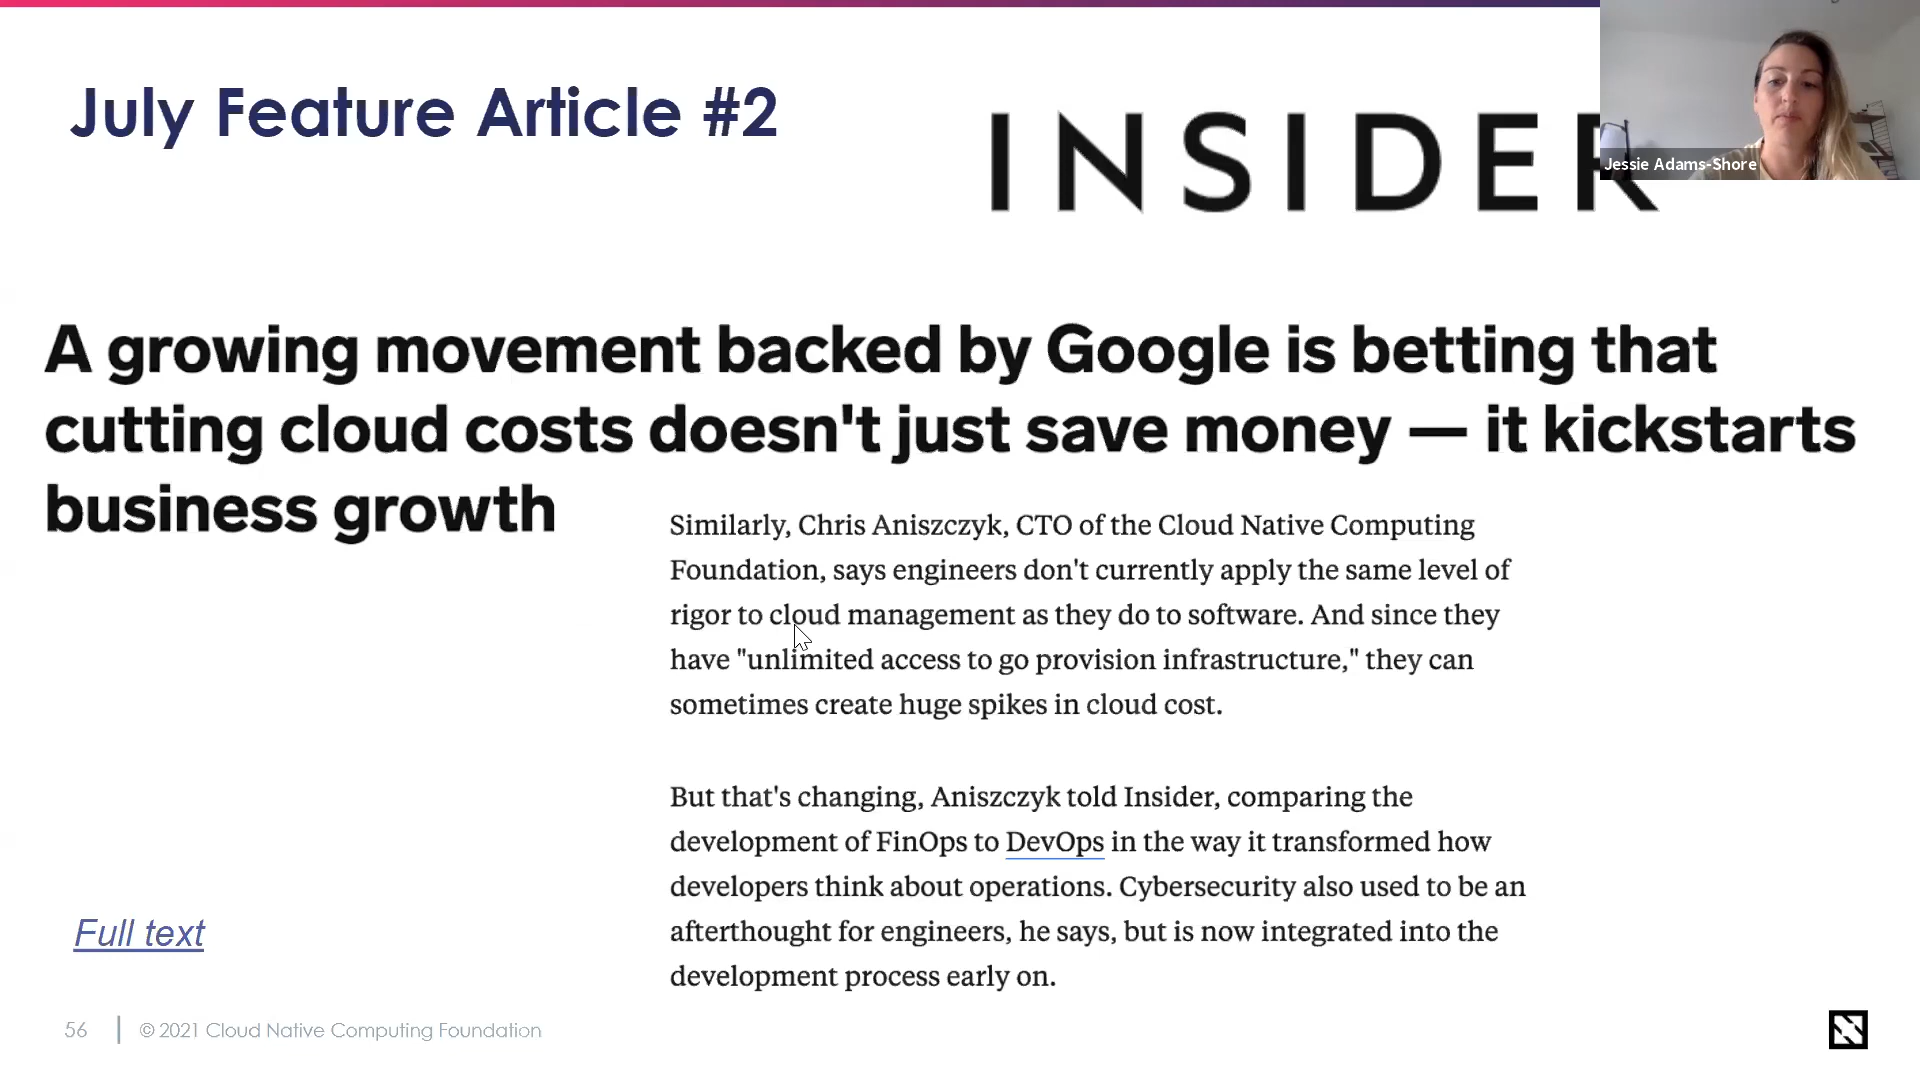 July Feature Article #2
INSIDER
Jessie Adams-Shore
A growing movement backed by Google is betting that
cutting cloud costs doesn't just save money — it kickstarts
business growth
Similarly, Chris Aniszczyk, CTO of the Cloud Native Computing
Foundation, says engineers don't currently apply the same level of
rigor to cloud management as they do to software. And since they
have "unlimited access to go provision infrastructure," they can
sometimes create huge spikes in cloud cost.
But that's changing, Aniszczyk told Insider, comparing the
development of FinOps to DevOps in the way it transformed how
developers think about operations. Cybersecurity also used to be an
afterthought for engineers, he says, but is now integrated into the
development process early on.
Full text
56
© 2021 Cloud Native Computing Foundation